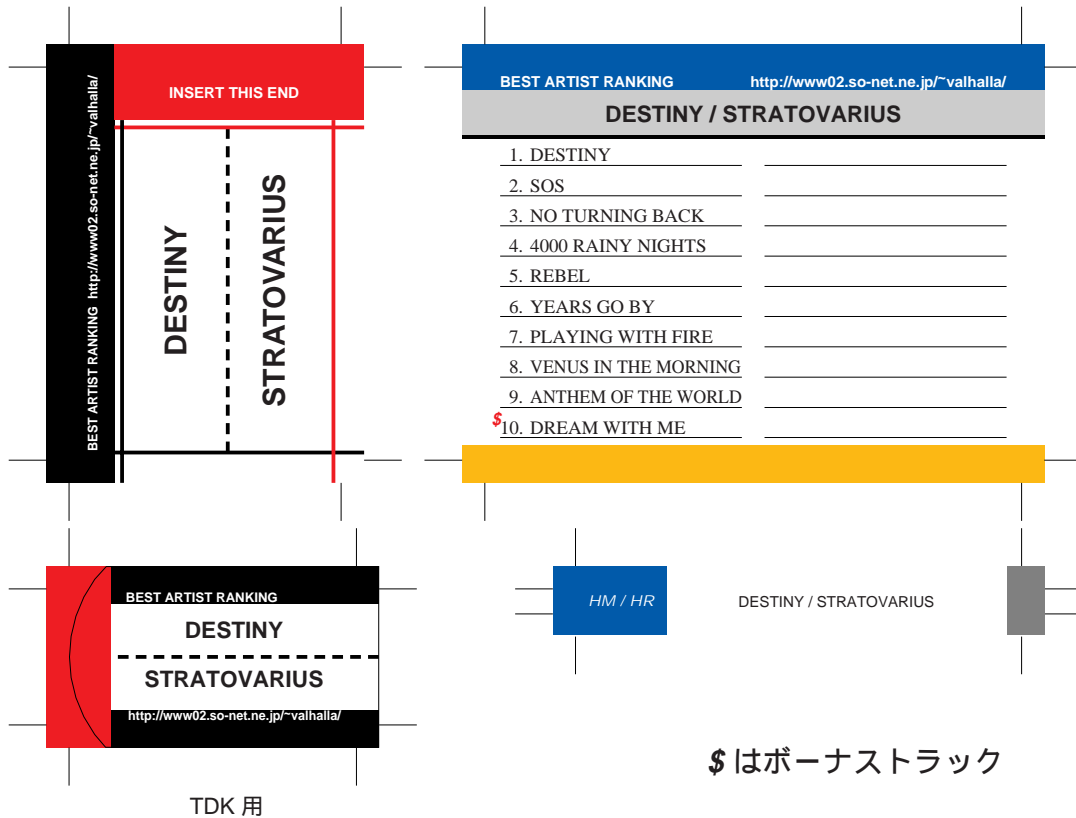 BEST ARTIST RANKING  http://www02.so-net.ne.jp/~valhalla/
INSERT THIS END
DESTINY
STRATOVARIUS
BEST ARTIST RANKING
http://www02.so-net.ne.jp/~valhalla/
DESTINY / STRATOVARIUS
1. DESTINY
2. SOS
3. NO TURNING BACK
4. 4000 RAINY NIGHTS
5. REBEL
6. YEARS GO BY
7. PLAYING WITH FIRE
8. VENUS IN THE MORNING
9. ANTHEM OF THE WORLD
$10. DREAM WITH ME
BEST ARTIST RANKING
DESTINY
STRATOVARIUS
http://www02.so-net.ne.jp/~valhalla/
TDK 用
HM / HR
DESTINY / STRATOVARIUS
$ はボーナストラック